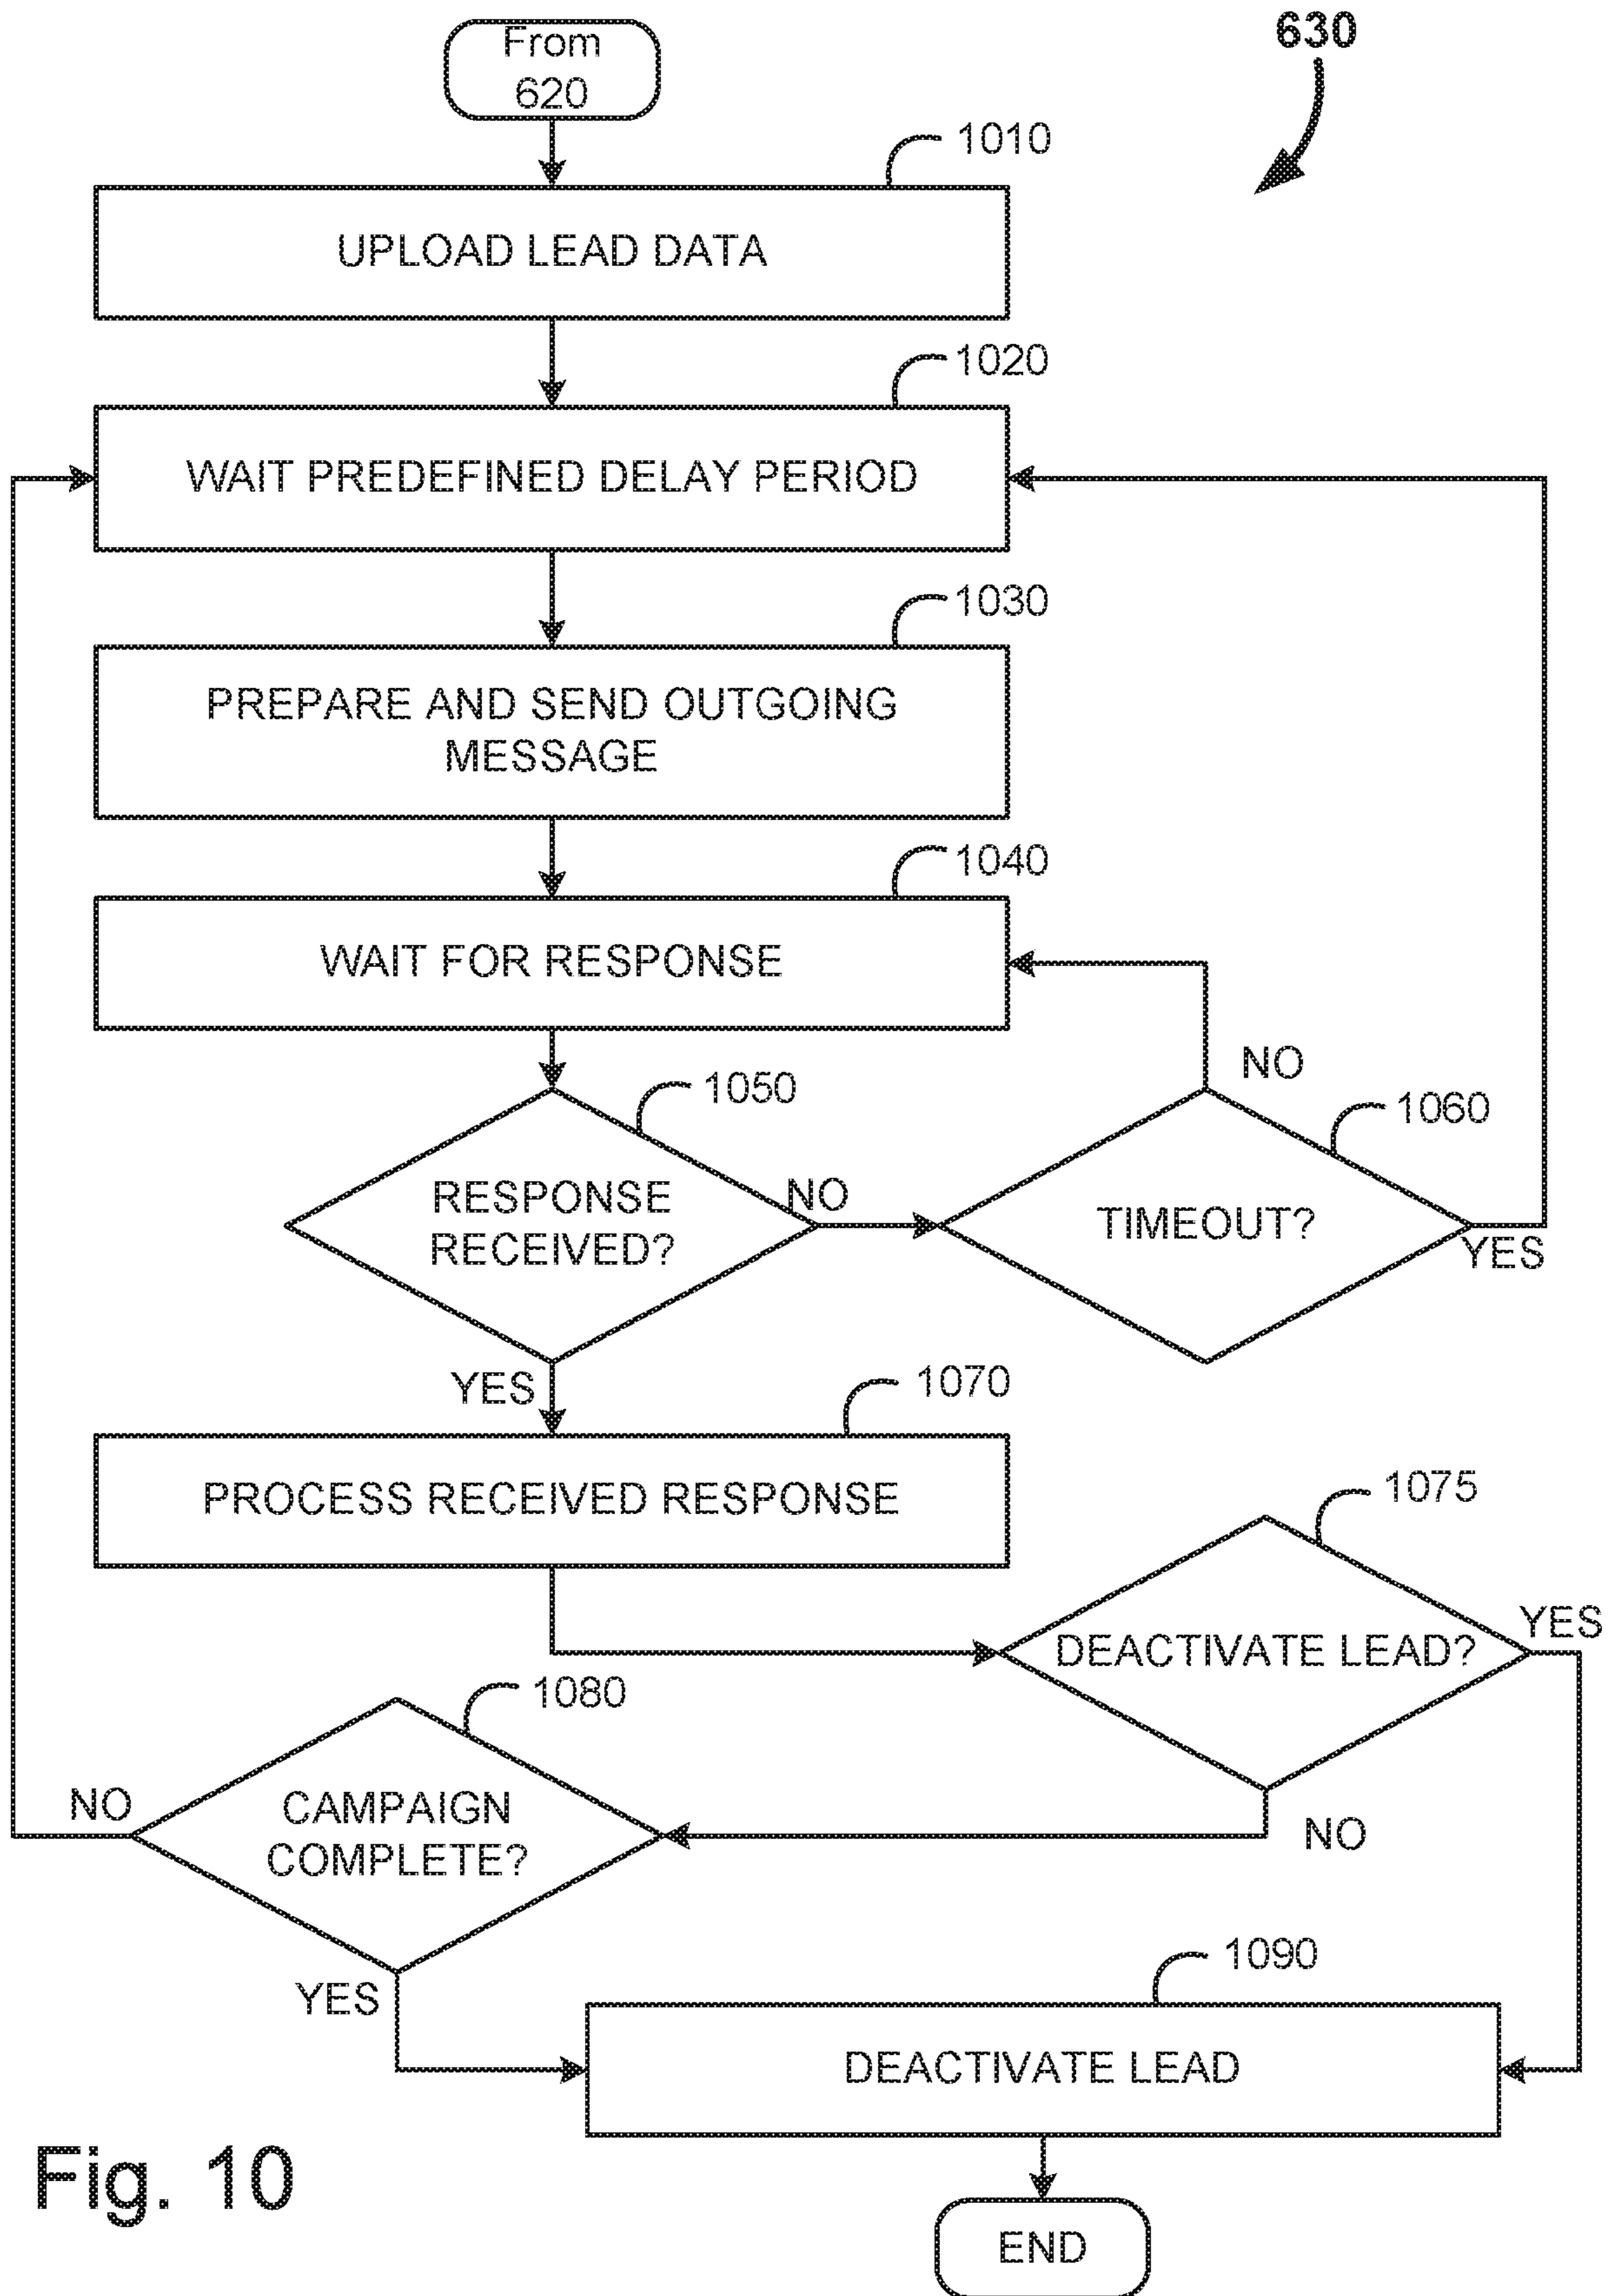 630
From
620
1010
UPLOAD LEAD DATA
1020
WAIT PREDEFINED DELAY PERIOD
1030
PREPARE AND SEND OUTGOING
MESSAGE
1040
WAIT FOR RESPONSE
NO
1050
1060
RESPONSE
RECEIVED?
NO
TIMEOUT?
YES
YES
1070
PROCESS RECEIVED RESPONSE
1075
YES
DEACTIVATE LEAD?
1080
NO
CAMPAIGN
COMPLETE?
NO
YES
1090
DEACTIVATE LEAD
Fig. 10
END